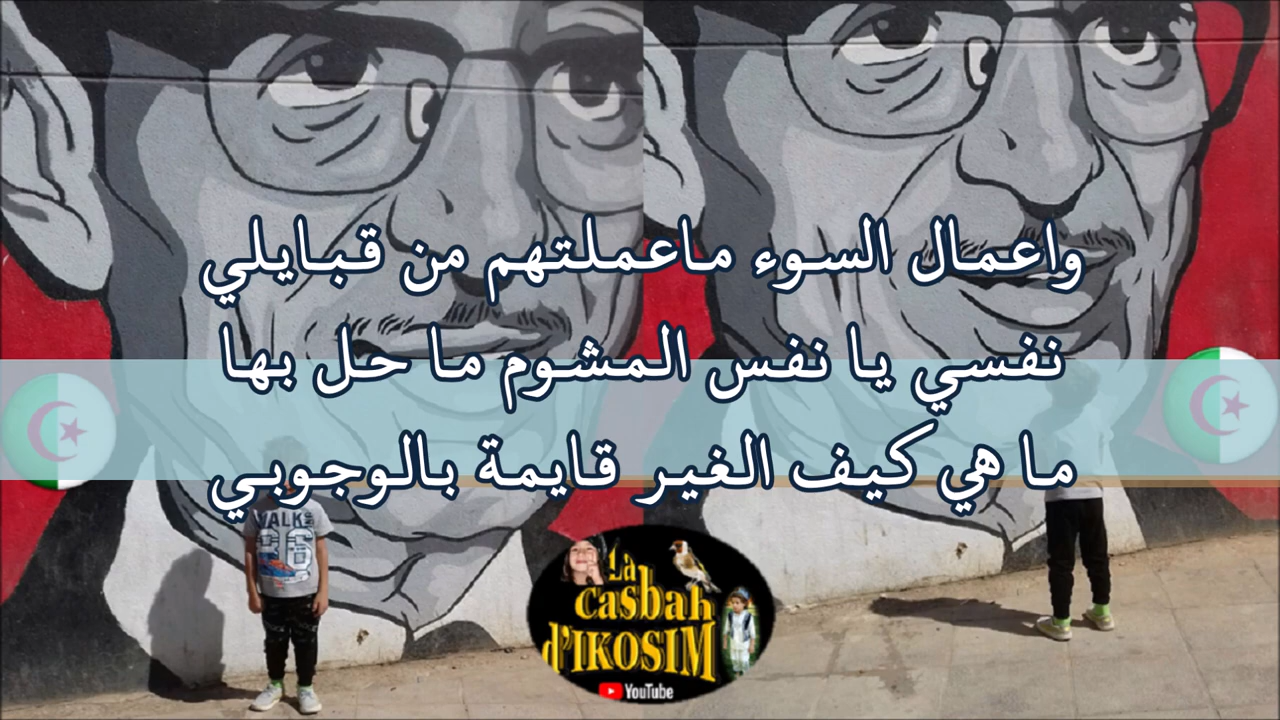 واعمال السوء ماعملتهم من قبايلي
نفسي يا نفس المشوم ما حل بها
ما هي كيف الغير قايمة بالوجوبي
WALK
La
casbah
d'IKOSIM
YouTube